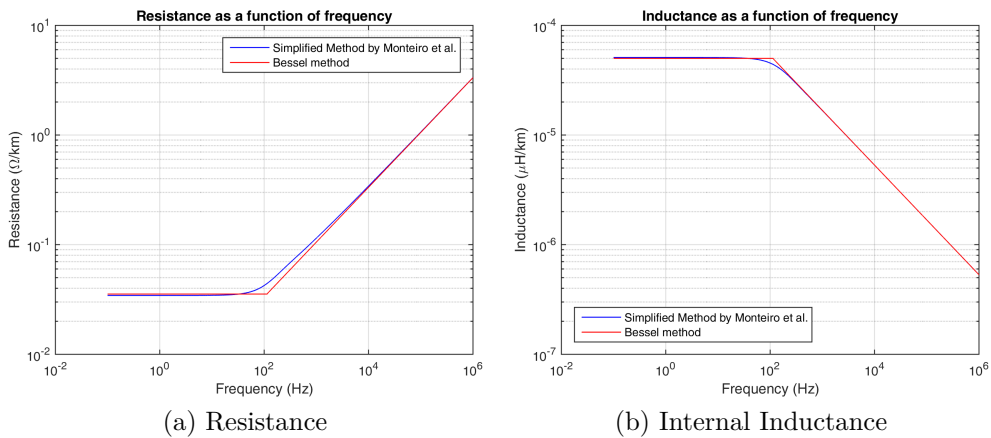 Resistance as a function of frequency
10^1
10^0
10^-1
10^-2
Resistance (Ω/km)
Simplified Method by Monteiro et al.
Bessel method
10^-2 10^0 10^2 10^4 10^6
Frequency (Hz)
(a) Resistance
Inductance as a function of frequency
10^-4
10^-5
10^-6
10^-7
Inductance (μH/km)
Simplified Method by Monteiro et al.
Bessel method
10^-2 10^0 10^2 10^4 10^6
Frequency (Hz)
(b) Internal Inductance